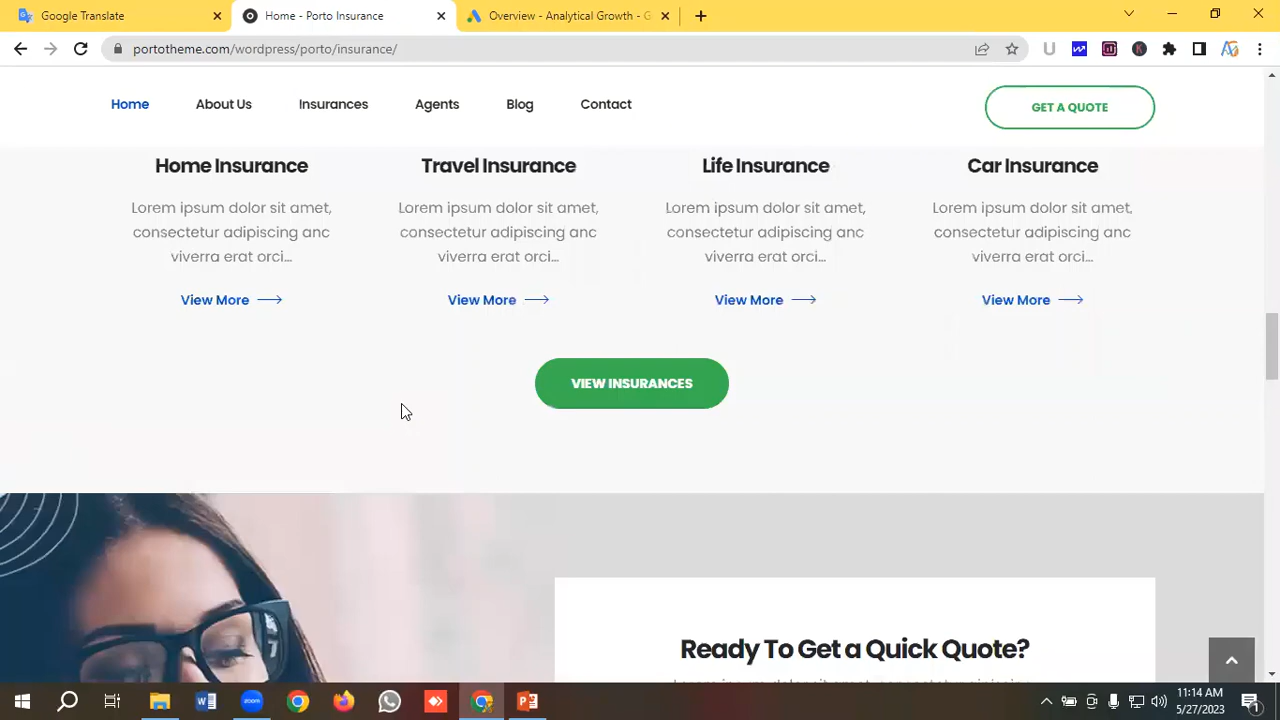 Google Translate
Home - Porto Insurance
Overview - Analytical Growth - G
portotheme.com/wordpress/porto/insurance/
Home
About Us
Insurances
Agents
Blog
Contact
GET A QUOTE
Home Insurance
Travel Insurance
Life Insurance
Car Insurance
Lorem ipsum dolor sit amet,
consectetur adipiscing anc
viverra erat orci...
Lorem ipsum dolor sit amet,
consectetur adipiscing anc
viverra erat orci...
Lorem ipsum dolor sit amet,
consectetur adipiscing anc
viverra erat orci...
Lorem ipsum dolor sit amet,
consectetur adipiscing anc
viverra erat orci...
View More
View More
View More
View More
VIEW INSURANCES
Ready To Get a Quick Quote?
11:14 AM
5/27/2023